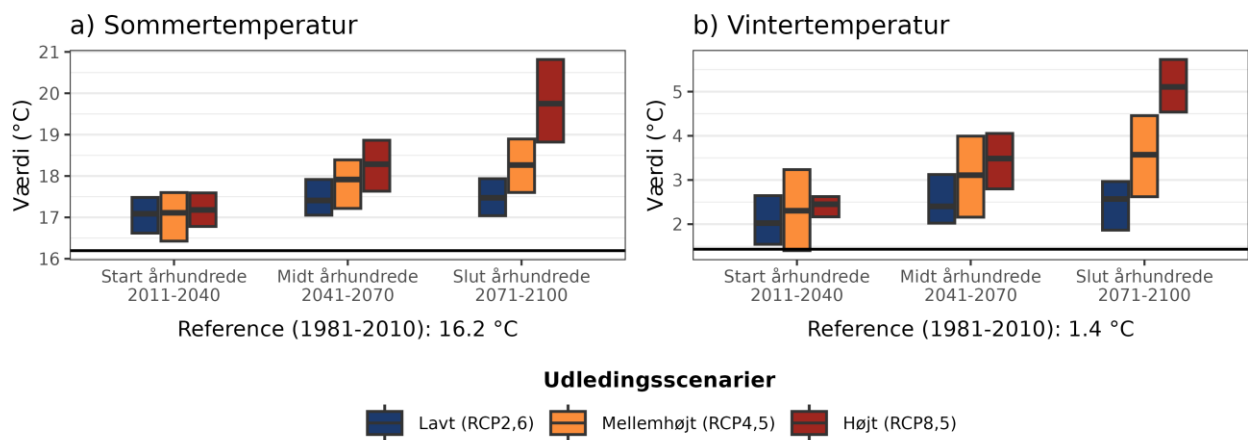 a) Sommertemperatur
Værdi (°C)
21
20
19
18
17
16
Start århundrede
2011-2040
Midt århundrede
2041-2070
Slut århundrede
2071-2100
Reference (1981-2010): 16.2 °C
b) Vintertemperatur
Værdi (°C)
5
4
3
2
Start århundrede
2011-2040
Midt århundrede
2041-2070
Slut århundrede
2071-2100
Reference (1981-2010): 1.4 °C
Udledingsscenarier
Lavt (RCP2,6)
Mellemhøjt (RCP4,5)
Højt (RCP8,5)